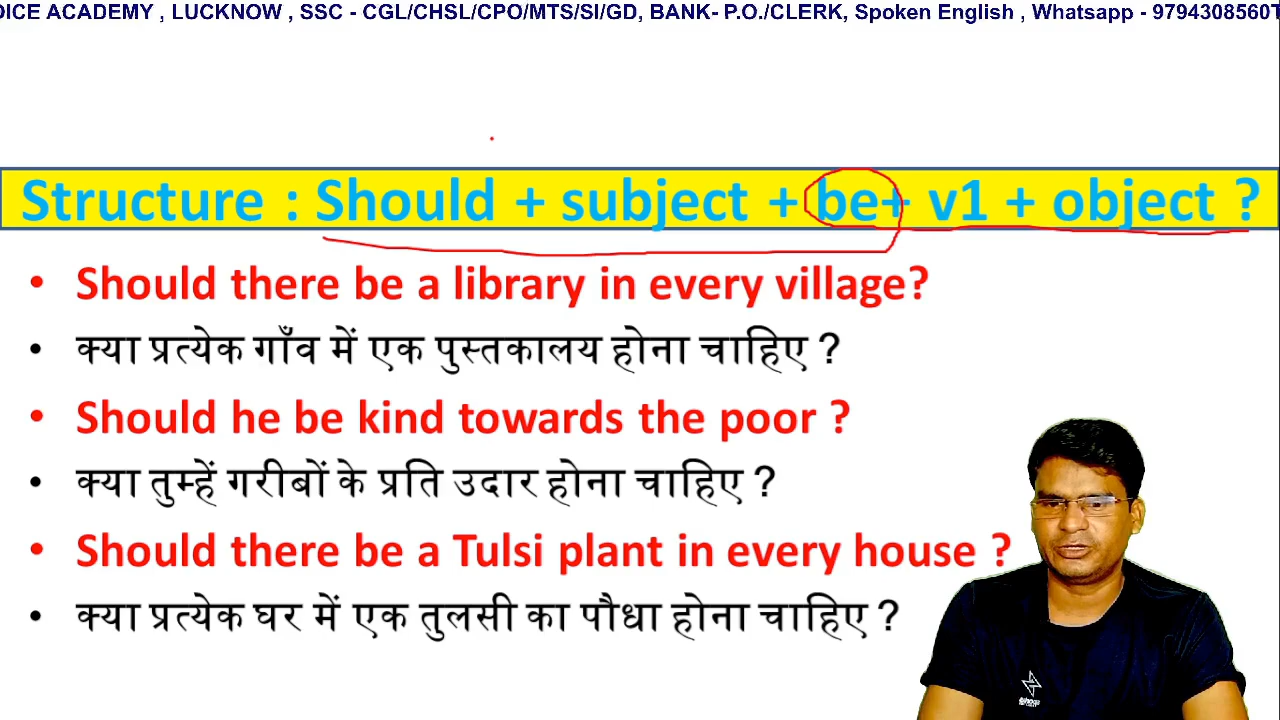 OICE ACADEMY , LUCKNOW , SSC - CGL/CHSL/CPO/MTS/SI/GD, BANK- P.O./CLERK, Spoken English , Whatsapp - 9794308560T
Structure : Should + subject + be+ v1 + object ?
• Should there be a library in every village?
• क्या प्रत्येक गाँव में एक पुस्तकालय होना चाहिए ?
• Should he be kind towards the poor ?
• क्या तुम्हें गरीबों के प्रति उदार होना चाहिए ?
• Should there be a Tulsi plant in every house ?
• क्या प्रत्येक घर में एक तुलसी का पौधा होना चाहिए ?